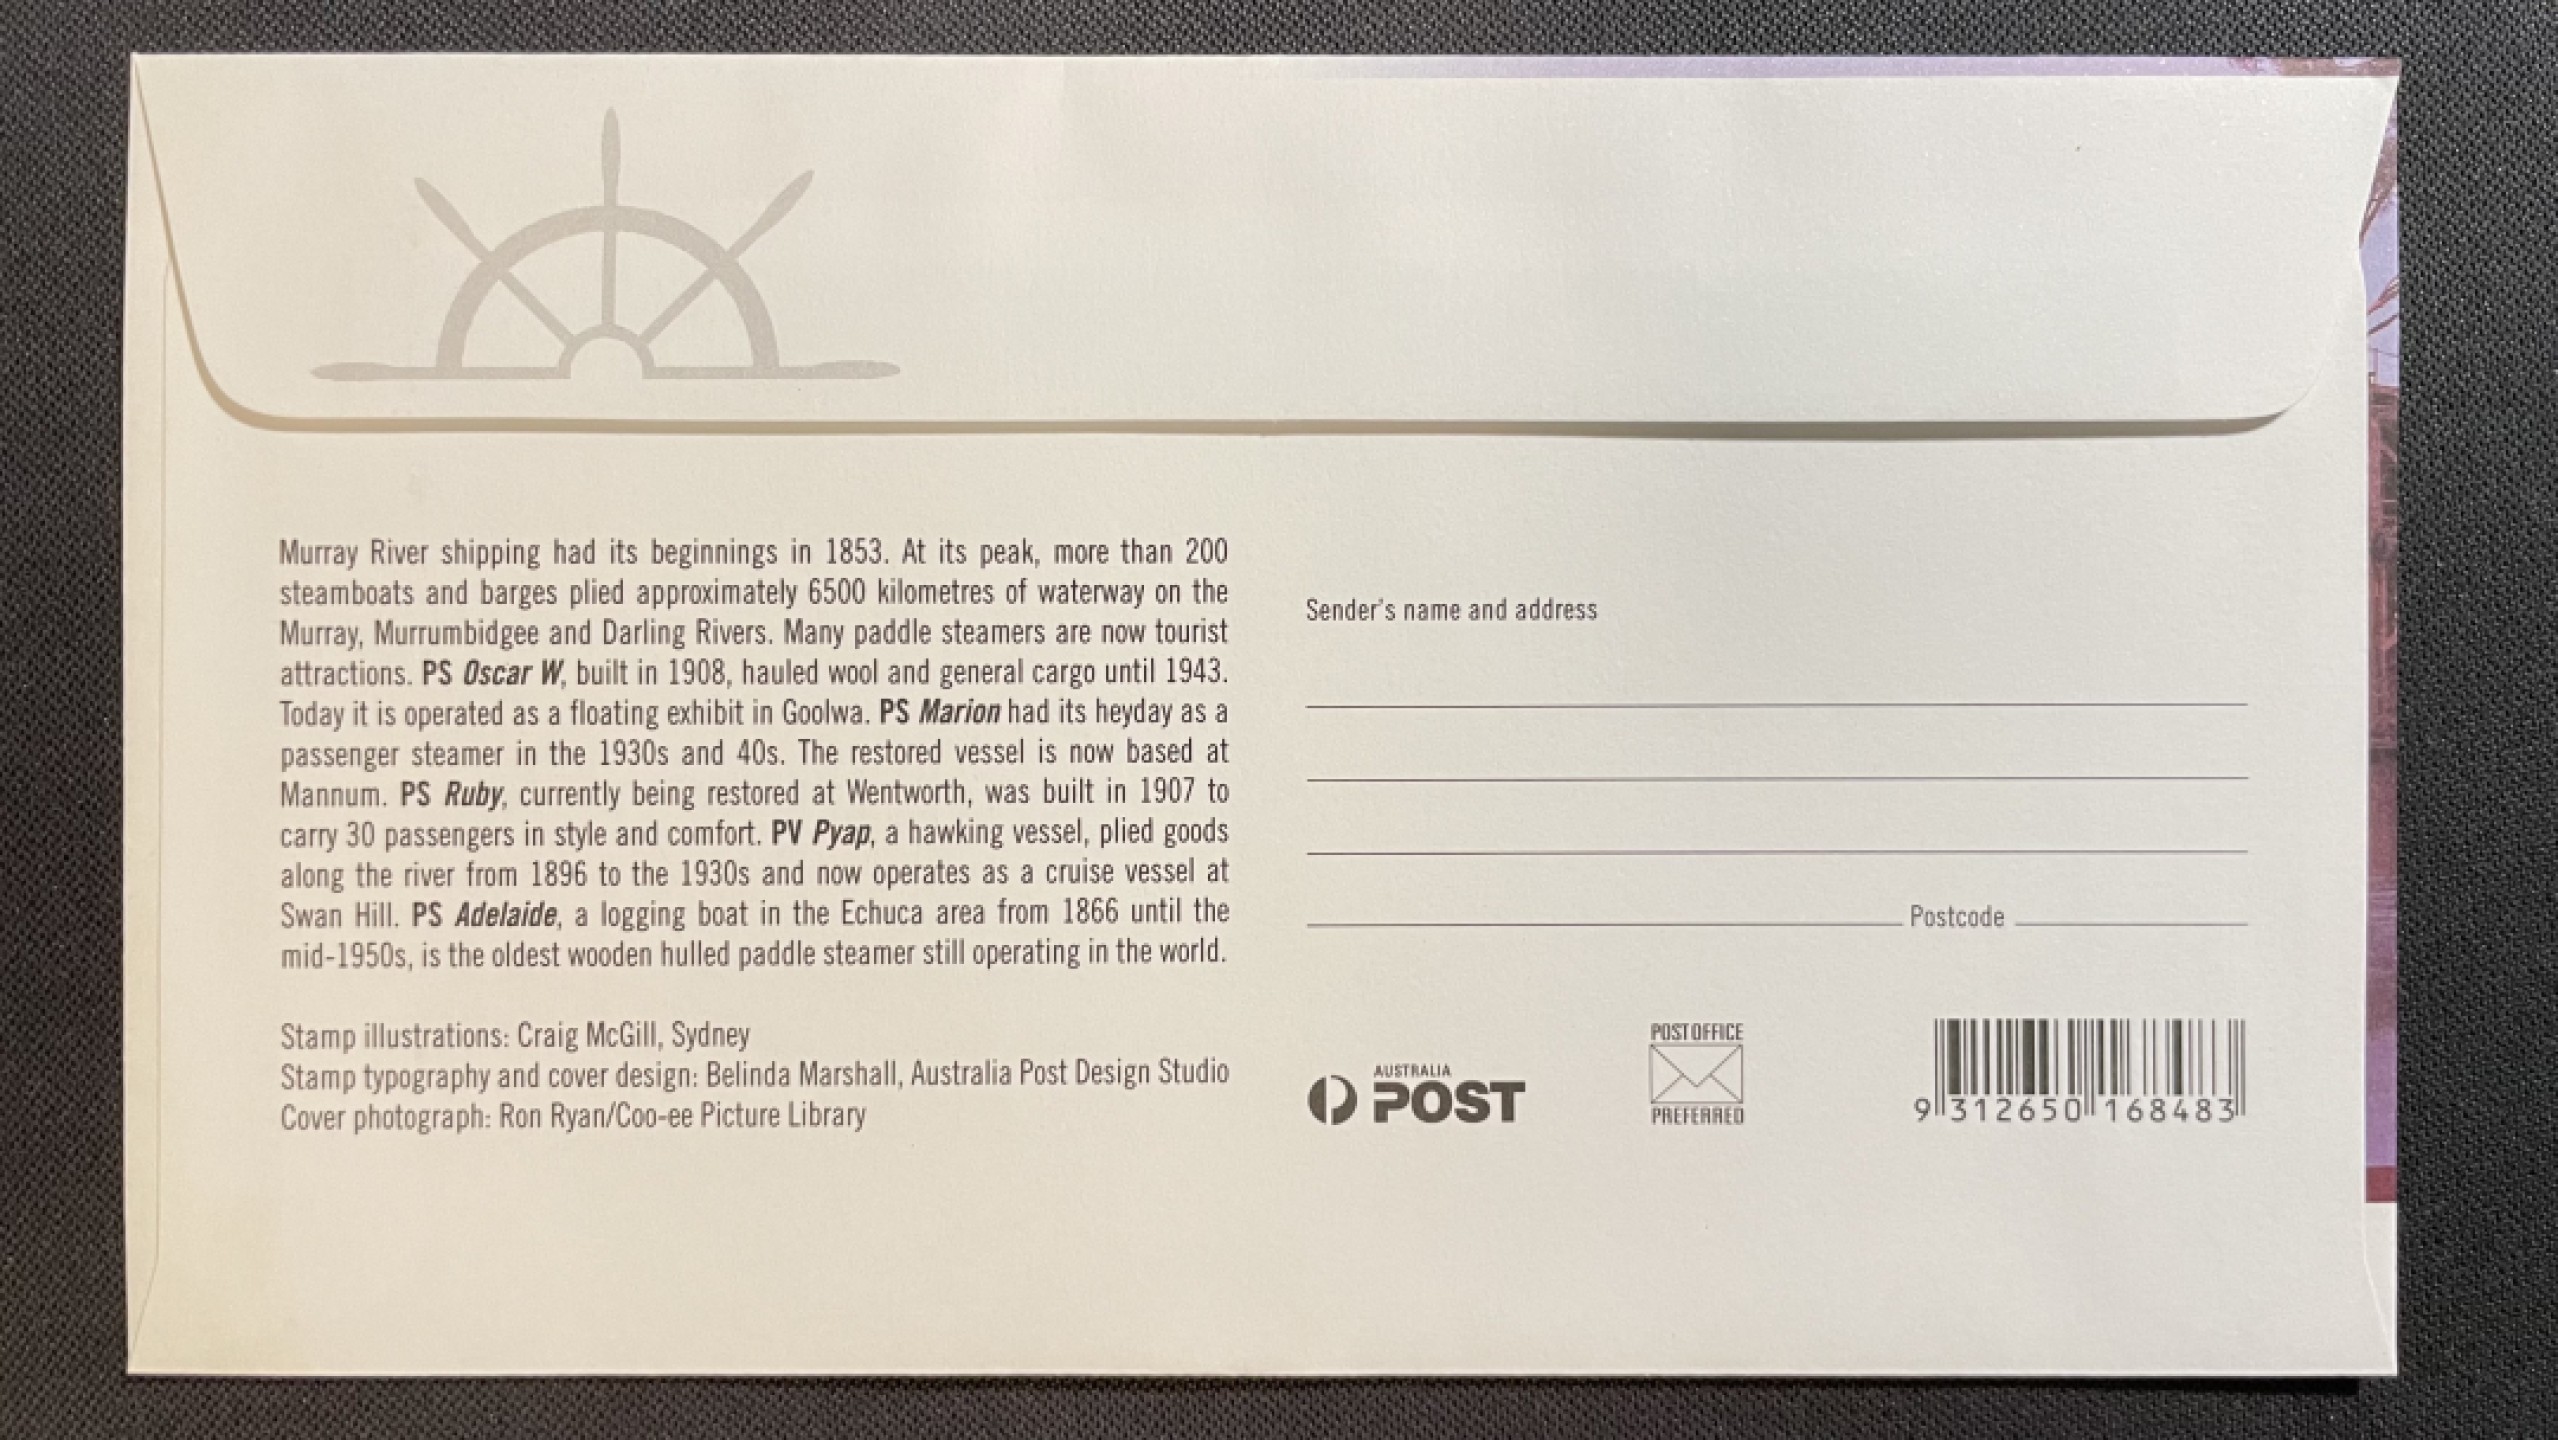 Murray River shipping had its beginnings in 1853. At its peak, more than 200
steamboats and barges plied approximately 6500 kilometres of waterway on the
Murray, Murrumbidgee and Darling Rivers. Many paddle steamers are now tourist
attractions. PS Oscar W, built in 1908, hauled wool and general cargo until 1943.
Today it is operated as a floating exhibit in Goolwa. PS Marion had its heyday as a
passenger steamer in the 1930s and 40s. The restored vessel is now based at
Mannum. PS Ruby, currently being restored at Wentworth, was built in 1907 to
carry 30 passengers in style and comfort. PV Pyap, a hawking vessel, plied goods
along the river from 1896 to the 1930s and now operates as a cruise vessel at
Swan Hill. PS Adelaide, a logging boat in the Echuca area from 1866 until the
mid-1950s, is the oldest wooden hulled paddle steamer still operating in the world.
Stamp illustrations: Craig McGill, Sydney
Stamp typography and cover design: Belinda Marshall, Australia Post Design Studio
Cover photograph: Ron Ryan/Coo-ee Picture Library
Sender's name and address
Postcode
AUSTRALIA
POST
POST OFFICE
PREFERRED
9 312650 168483